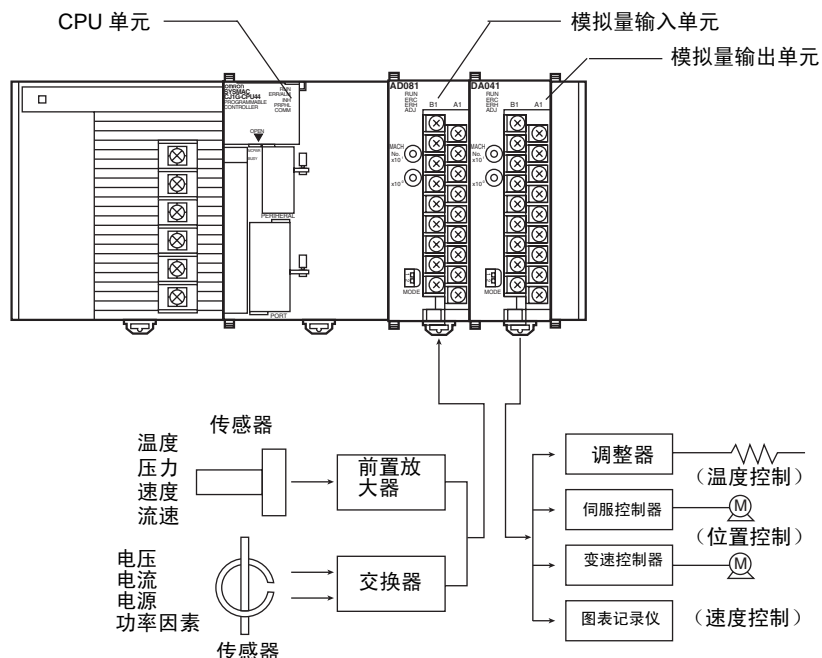 CPU 单元
模拟量输入单元
模拟量输出单元
omron
SYSMAC
CJ1G-CPU44
PROGRAMMABLE
CONTROLLER
RUN
ERR/ALM
INH
PRPHL
COMM
OPEN
MCPWR
BUSY
PERIPHERAL
PORT
AD081
RUN
ERC
ERH
ADJ
B1 A1
MACH
No.
x10
x10
MODE
DA041
RUN
ERC
ERH
ADJ
B1 A1
MACH
No.
x10
x10
MODE
传感器
温度
压力
速度
流速
前置放
大器
电压
电流
电源
功率因素
传感器
交换器
调整器
（温度控制）
伺服控制器
M
（位置控制）
变速控制器
M
图表记录仪
（速度控制）